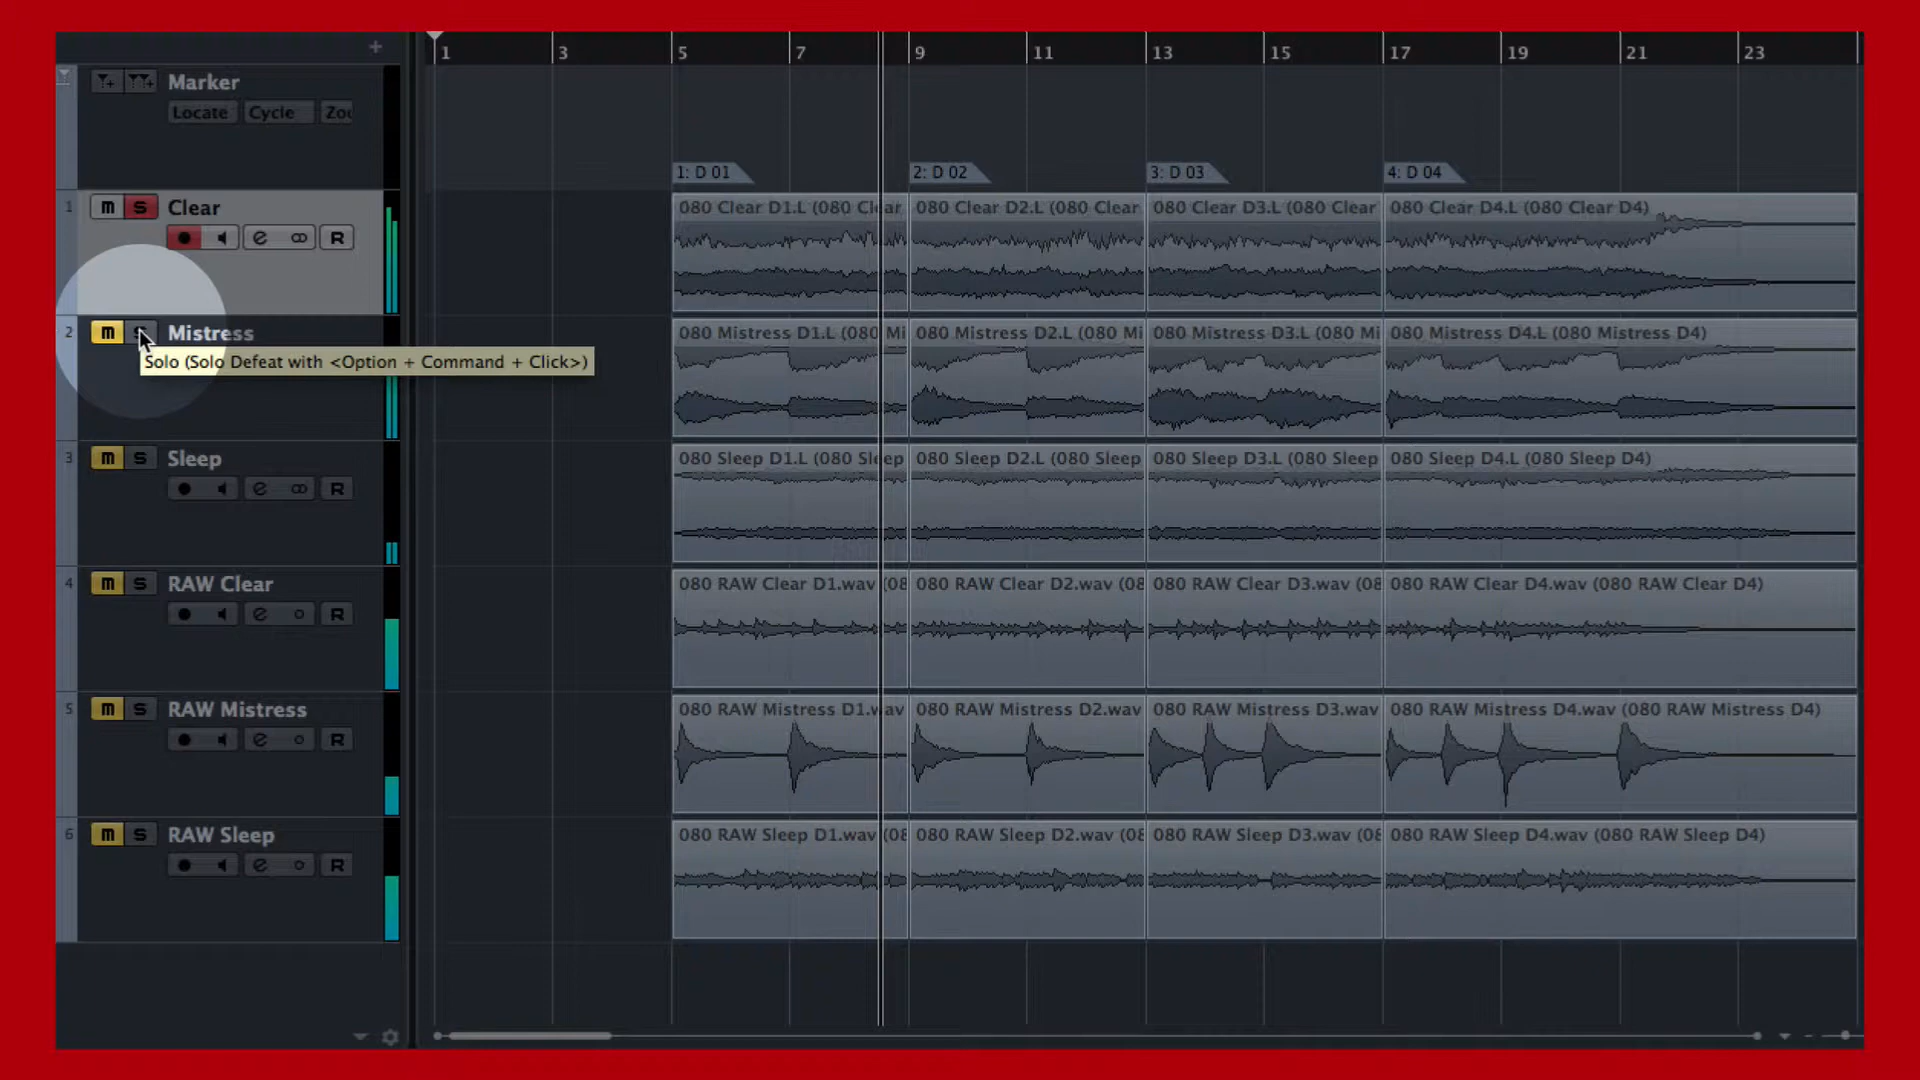 1 3 5 7 9 11 13 15 17 19 21 23
Marker
Locate Cycle Zo
1: D 01 2: D 02 3: D 03 4: D 04
1 m S Clear
080 Clear D1.L (080 Clear 080 Clear D2.L (080 Clear 080 Clear D3.L (080 Clear 080 Clear D4.L (080 Clear D4)
R
2 m S Mistress
080 Mistress D1.L (080 Mi 080 Mistress D2.L (080 Mi 080 Mistress D3.L (080 Mi 080 Mistress D4.L (080 Mistress D4)
Solo (Solo Defeat with <Option + Command + Click>)
3 m S Sleep
080 Sleep D1.L (080 Sleep 080 Sleep D2.L (080 Sleep 080 Sleep D3.L (080 Sleep 080 Sleep D4.L (080 Sleep D4)
R
4 m S RAW Clear
080 RAW Clear D1.wav (08 080 RAW Clear D2.wav (08 080 RAW Clear D3.wav (08 080 RAW Clear D4.wav (080 RAW Clear D4)
R
5 m S RAW Mistress
080 RAW Mistress D1.wav 080 RAW Mistress D2.wav 080 RAW Mistress D3.wav 080 RAW Mistress D4.wav (080 RAW Mistress D4)
R
6 m S RAW Sleep
080 RAW Sleep D1.wav (08 080 RAW Sleep D2.wav (08 080 RAW Sleep D3.wav (08 080 RAW Sleep D4.wav (080 RAW Sleep D4)
R